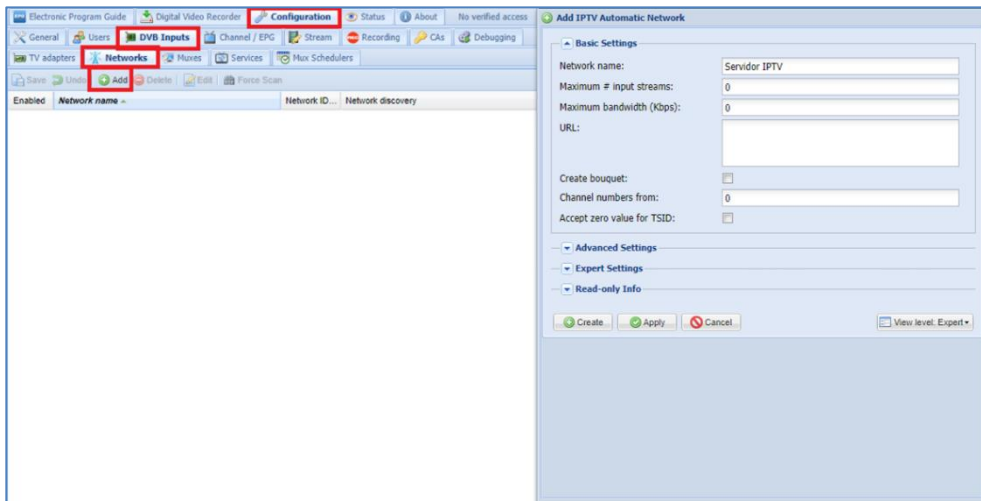 Electronic Program Guide Digital Video Recorder Configuration Status About No verified access
General Users DVB Inputs Channel / EPG Stream Recording CAs Debugging
TV adapters Networks Muxes Services Mux Schedulers
Save Undo Add Delete Edit Force Scan
Enabled Network name Network ID... Network discovery
Add IPTV Automatic Network
Basic Settings
Network name: Servidor IPTV
Maximum # input streams: 0
Maximum bandwidth (Kbps): 0
URL:
Create bouquet:
Channel numbers from: 0
Accept zero value for TSID:
Advanced Settings
Expert Settings
Read-only Info
Create Apply Cancel View level: Expert